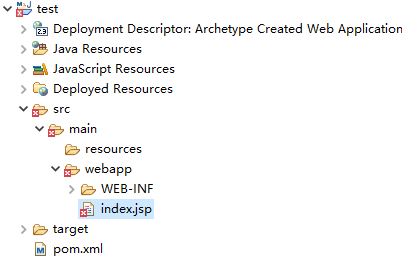 test
Deployment Descriptor: Archetype Created Web Application
Java Resources
JavaScript Resources
Deployed Resources
src
main
resources
webapp
WEB-INF
index.jsp
target
pom.xml